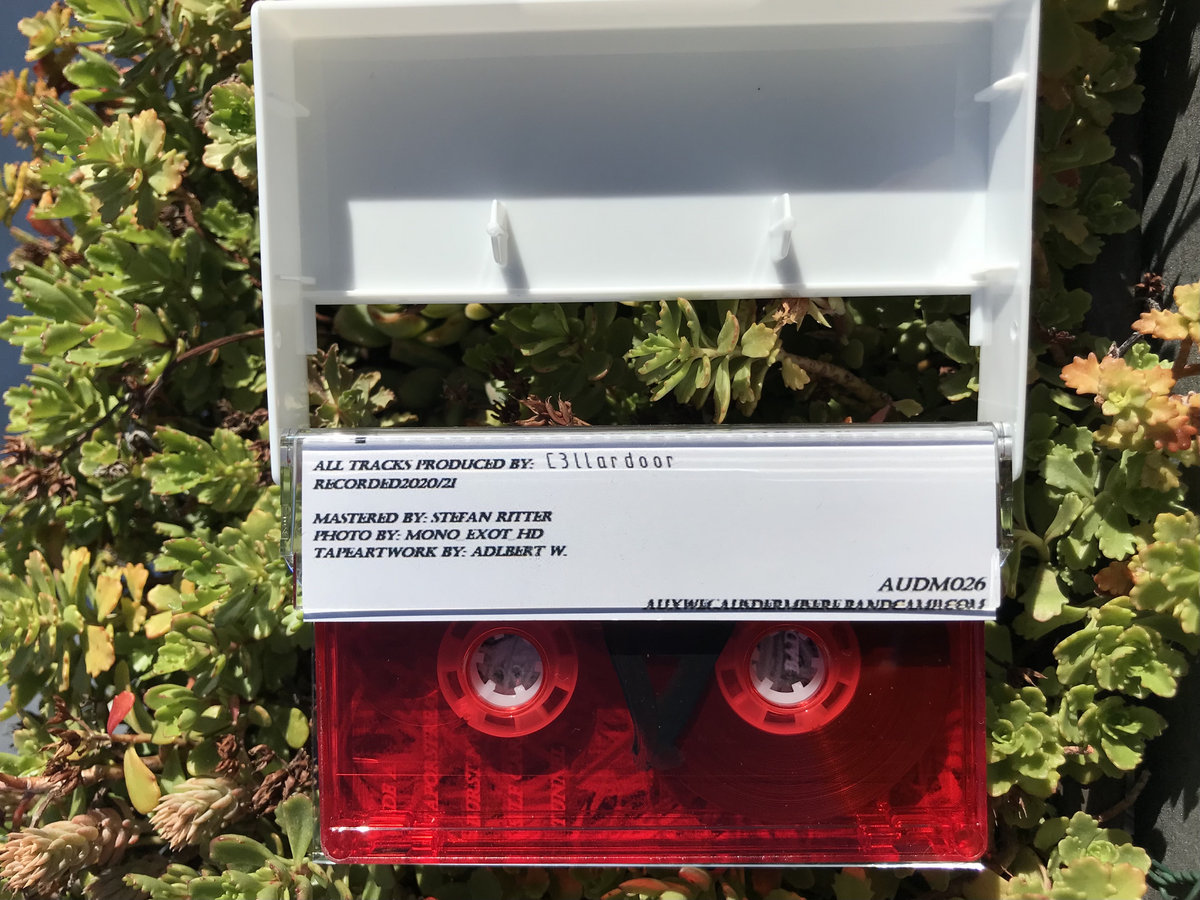 ALL TRACKS PRODUCED BY: C3llardoor
RECORDED2020/21
MASTERED BY: STEFAN RITTER
PHOTO BY: MONO_EXOT_HD
TAPEARTWORK BY: ADLBERT W.
AUDM026